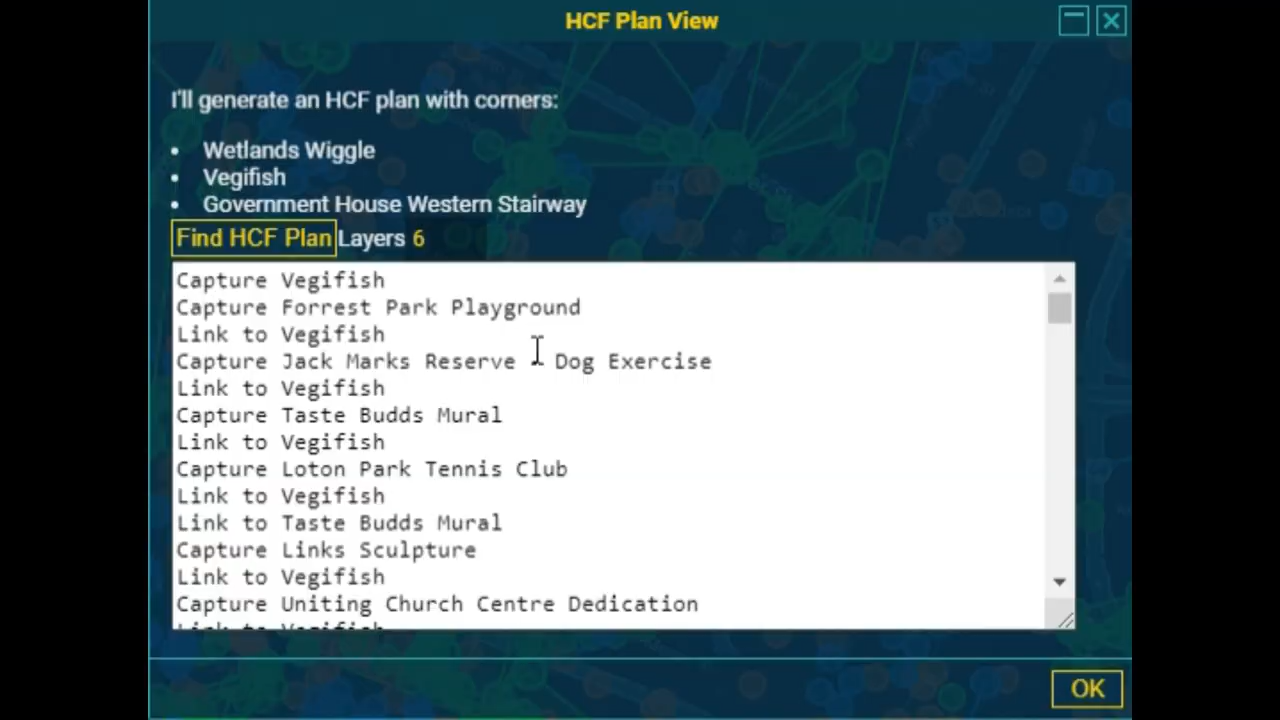 HCF Plan View
I'll generate an HCF plan with corners:
• Wetlands Wiggle
• Vegifish
• Government House Western Stairway
Find HCF Plan Layers 6
Capture Vegifish
Capture Forrest Park Playground
Link to Vegifish
Capture Jack Marks Reserve - Dog Exercise
Link to Vegifish
Capture Taste Budds Mural
Link to Vegifish
Capture Loton Park Tennis Club
Link to Vegifish
Link to Taste Budds Mural
Capture Links Sculpture
Link to Vegifish
Capture Uniting Church Centre Dedication
Link to Vegifish
OK